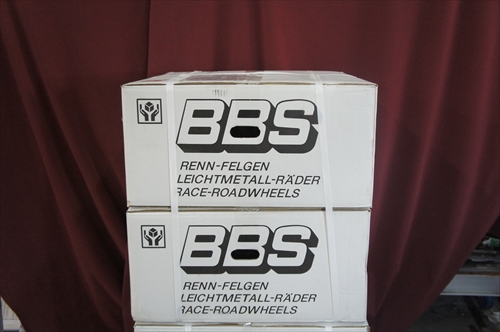 BBS
RENN-FELGEN
LEICHTMETALL-RÄDER
RACE-ROADWHEELS
BBS
RENN-FELGEN
LEICHTMETALL-RÄDER
RACE-ROADWHEELS